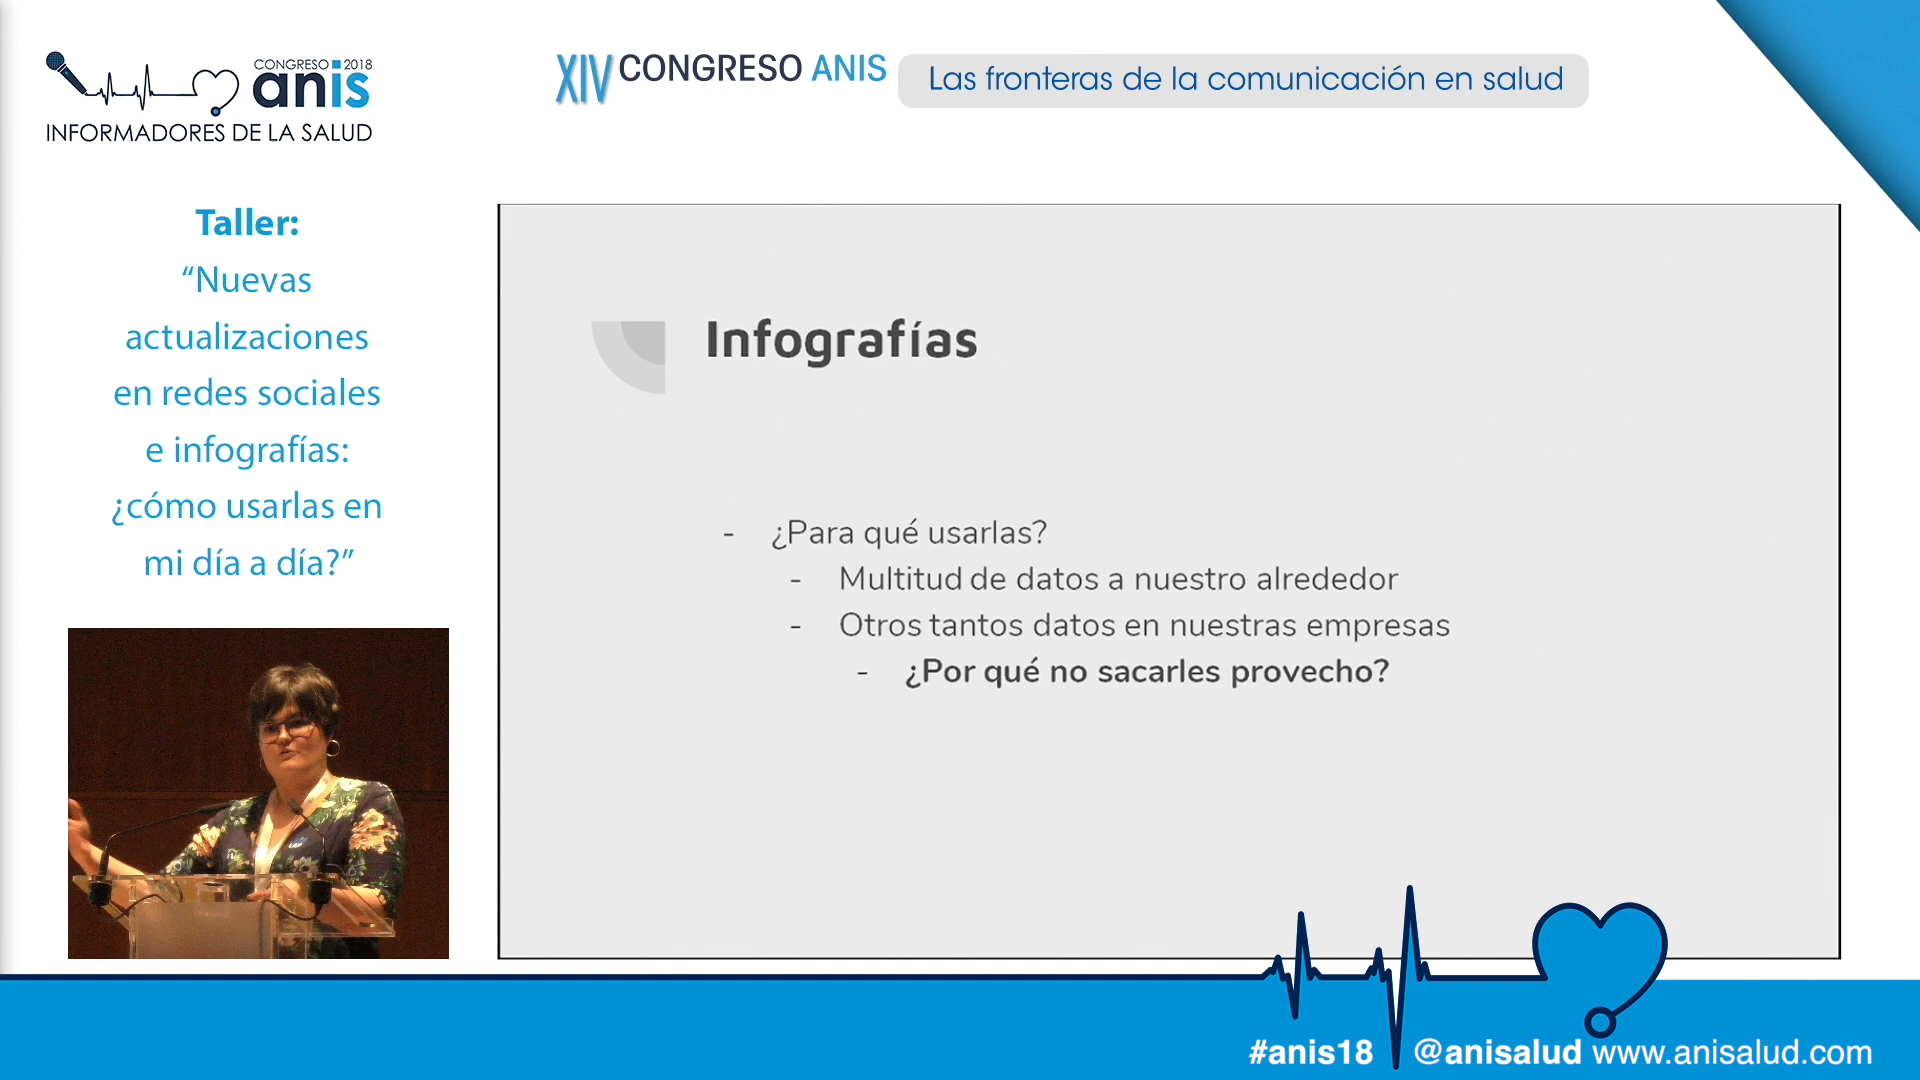 CONGRESO 2018
anis
INFORMADORES DE LA SALUD
XIV CONGRESO ANIS
Las fronteras de la comunicación en salud
Taller:
“Nuevas
actualizaciones
en redes sociales
e infografías:
¿cómo usarlas en
mi día a día?”
Infografías
- ¿Para qué usarlas?
- Multitud de datos a nuestro alrededor
- Otros tantos datos en nuestras empresas
- ¿Por qué no sacarles provecho?
#anis18 @anisalud www.anisalud.com